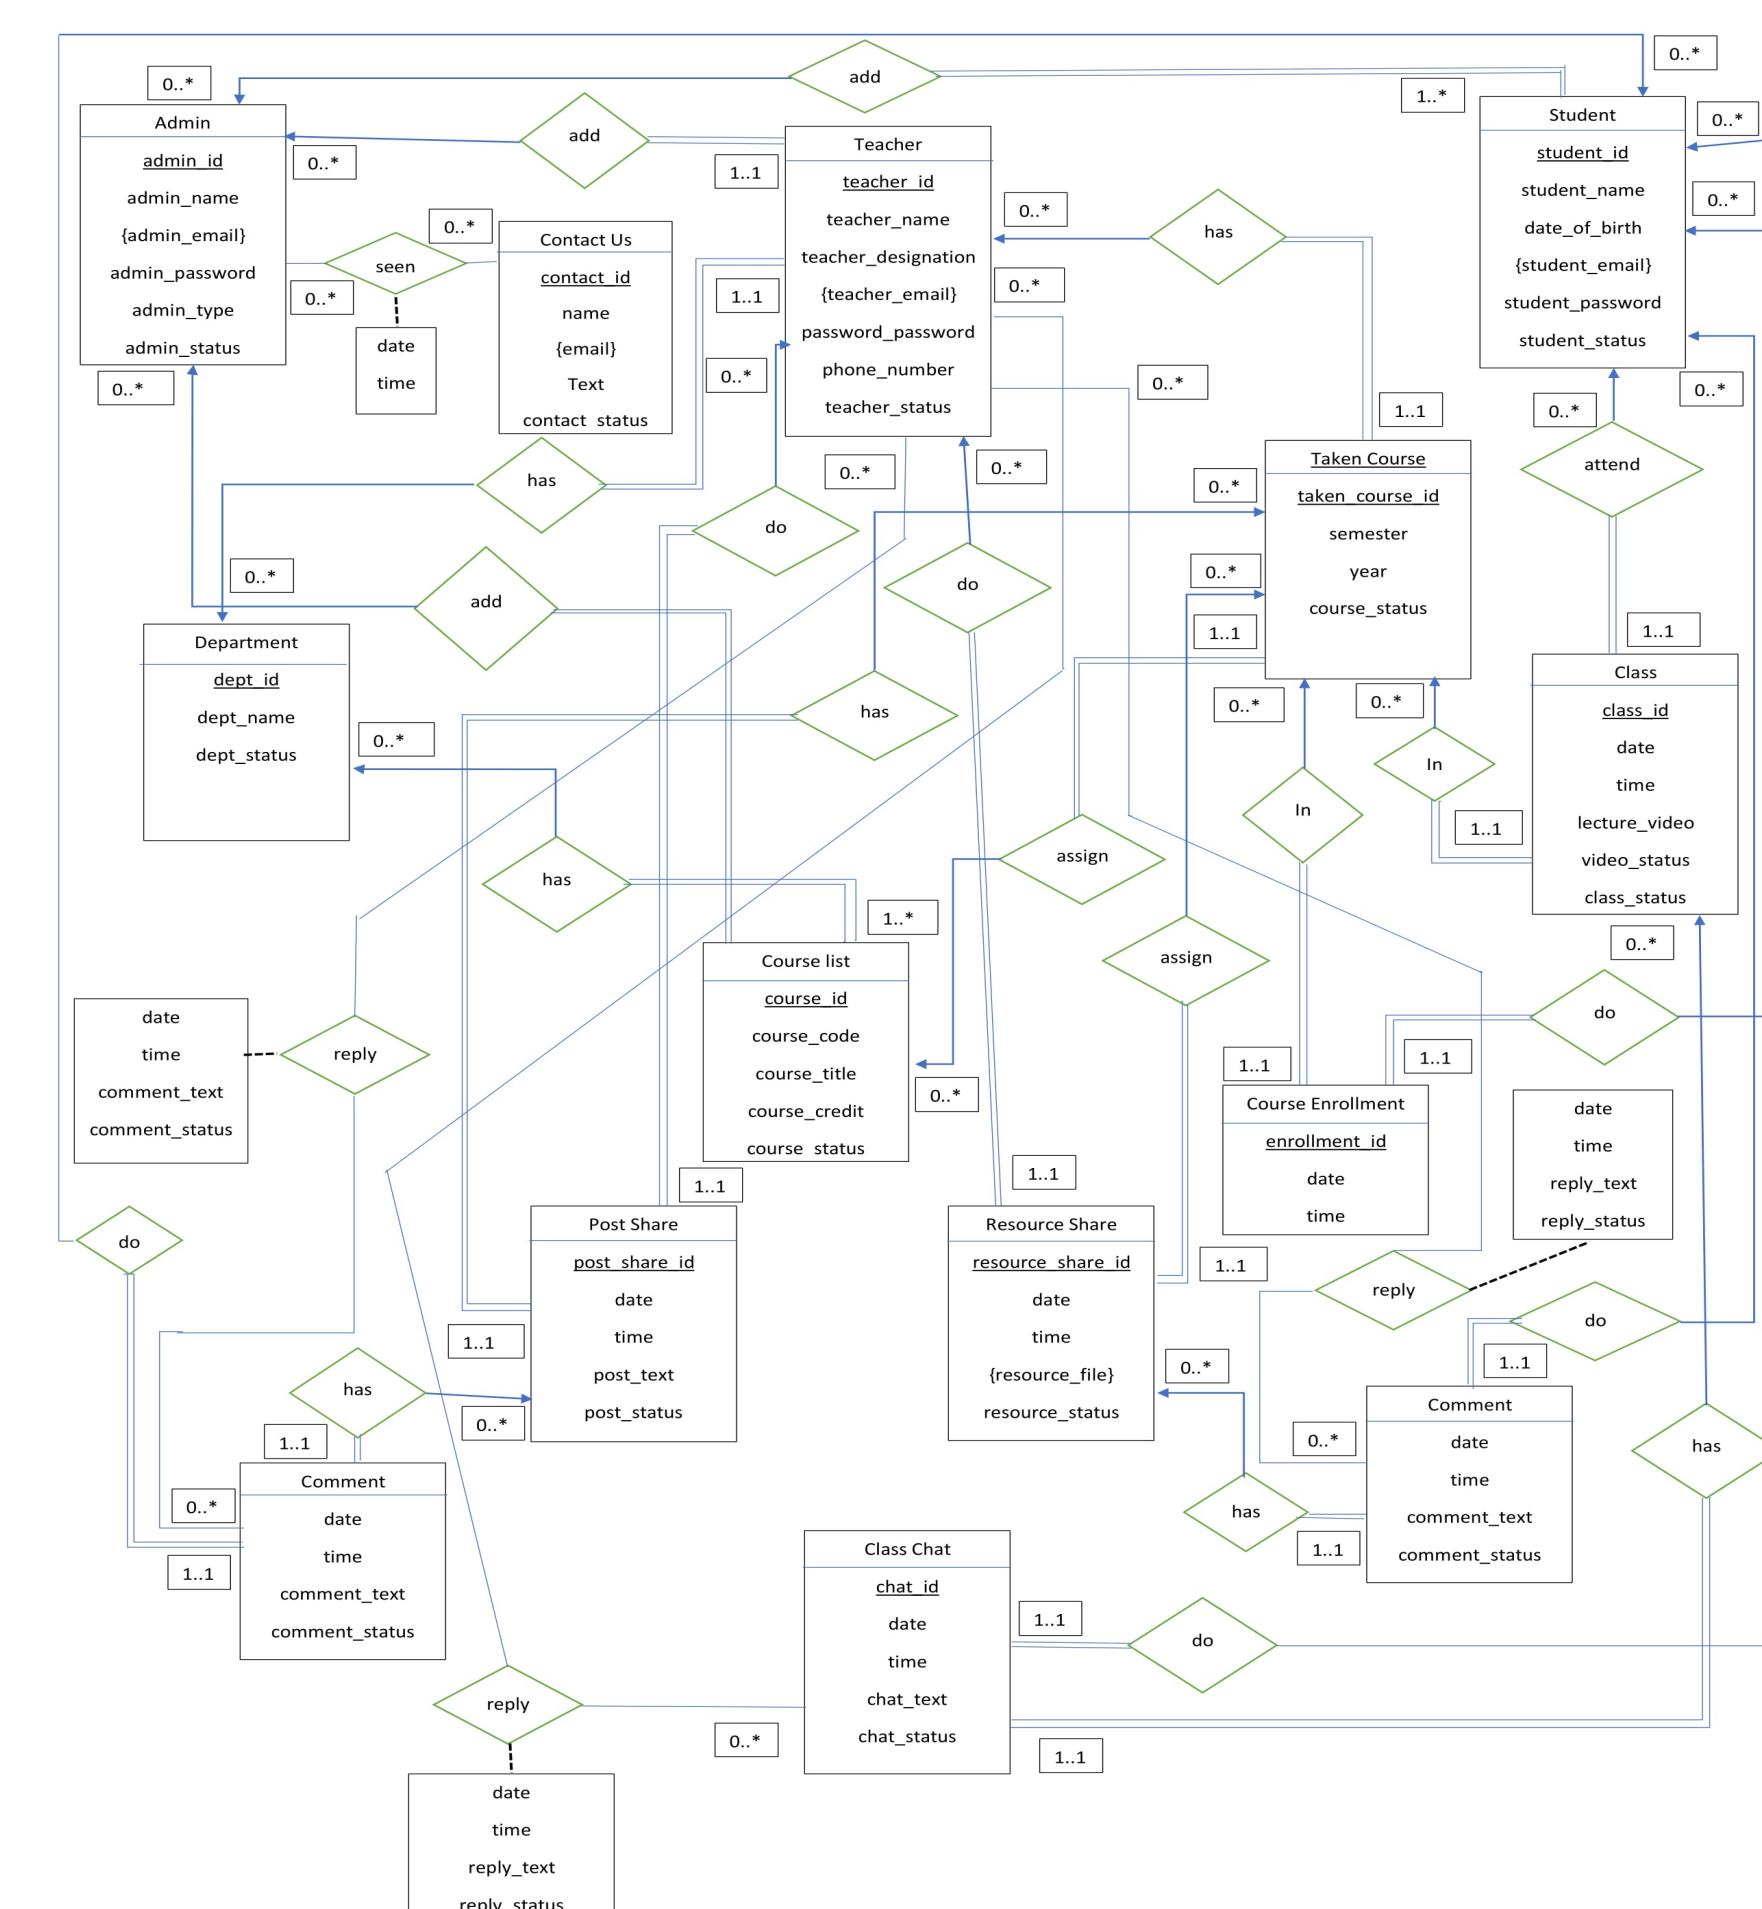 0..*
add
0..*
1..*
Admin
admin_id
admin_name
{admin_email}
admin_password
admin_type
admin_status
add
0..*
1..1
Teacher
teacher_id
teacher_name
teacher_designation
{teacher_email}
password_password
phone_number
teacher_status
Student
student_id
student_name
date_of_birth
{student_email}
student_password
student_status
0..*
0..*
0..*
has
0..*
0..*
seen
0..*
0..*
date
time
Contact Us
contact_id
name
{email}
Text
contact_status
1..1
0..*
0..*
0..*
1..1
0..*
0..*
0..*
has
do
do
Taken Course
taken_course_id
semester
year
course_status
attend
0..*
0..*
1..1
0..*
add
Department
dept_id
dept_name
dept_status
0..*
has
0..*
0..*
1..1
Class
class_id
date
time
lecture_video
video_status
class_status
In
In
1..1
assign
has
1..*
assign
0..*
do
Course list
course_id
course_code
course_title
course_credit
course_status
0..*
date
time
comment_text
comment_status
reply
1..1
1..1
Course Enrollment
enrollment_id
date
time
date
time
reply_text
reply_status
1..1
1..1
do
Post Share
post_share_id
date
time
post_text
post_status
Resource Share
resource_share_id
date
time
{resource_file}
resource_status
1..1
reply
do
1..1
1..1
0..*
has
0..*
1..1
Comment
date
time
comment_text
comment_status
0..*
has
0..*
1..1
Comment
date
time
comment_text
comment_status
0..*
1..1
has
Class Chat
chat_id
date
time
chat_text
chat_status
1..1
do
reply
0..*
1..1
date
time
reply_text
reply_status